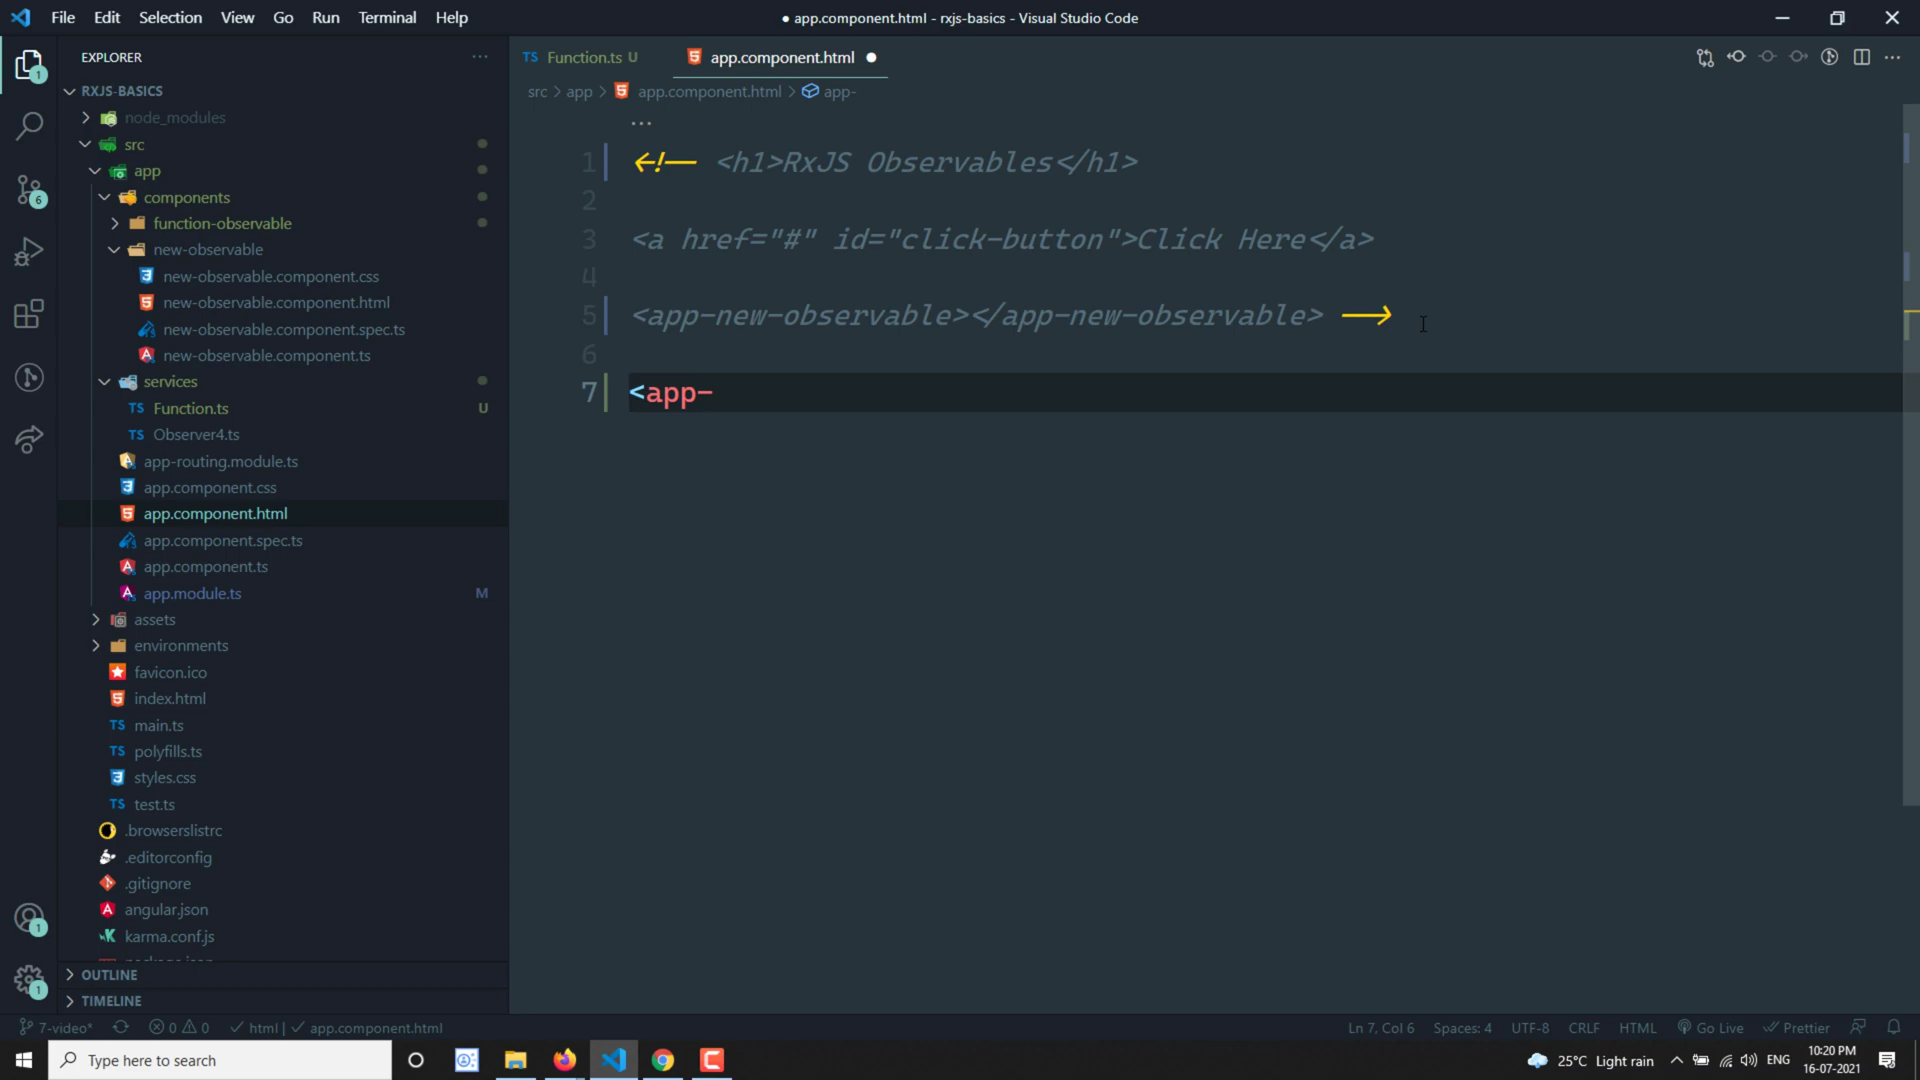 File Edit Selection View Go Run Terminal Help
● app.component.html - rxjs-basics - Visual Studio Code
EXPLORER
RXJS-BASICS
node_modules
src
app
components
function-observable
new-observable
new-observable.component.css
new-observable.component.html
new-observable.component.spec.ts
new-observable.component.ts
services
Function.ts U
Observer4.ts
app-routing.module.ts
app.component.css
app.component.html
app.component.spec.ts
app.component.ts
app.module.ts M
assets
environments
favicon.ico
index.html
main.ts
polyfills.ts
styles.css
test.ts
.browserslistrc
.editorconfig
.gitignore
angular.json
karma.conf.js
OUTLINE
TIMELINE
1
6
1
1
TS Function.ts U app.component.html ●
src > app > app.component.html > app-
...
1 <!-- <h1>RxJS Observables</h1>
2
3 <a href="#" id="click-button">Click Here</a>
4
5 <app-new-observable></app-new-observable> -->
6
7 <app-
7-video* 0 0 html | app.component.html
Ln 7, Col 6 Spaces: 4 UTF-8 CRLF HTML Go Live Prettier
Type here to search
25°C Light rain ENG
10:20 PM
16-07-2021